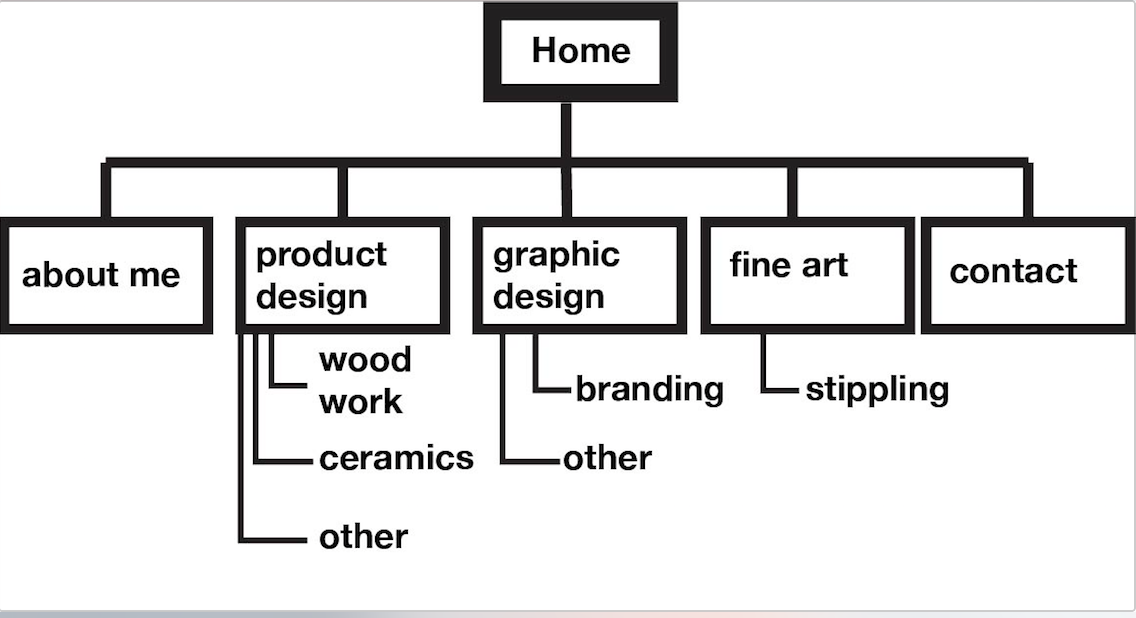 Home
about me
product
design
graphic
design
fine art
contact
wood
work
ceramics
other
branding
other
stippling